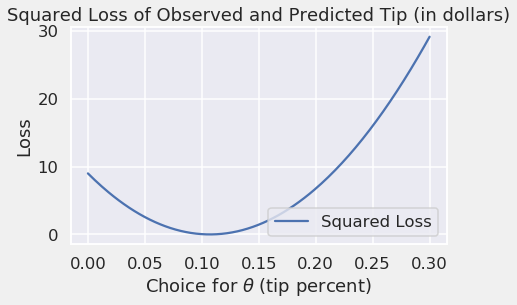 Squared Loss of Observed and Predicted Tip (in dollars)
30
20
10
0
Loss
Squared Loss
0.00 0.05 0.10 0.15 0.20 0.25 0.30
Choice for θ (tip percent)